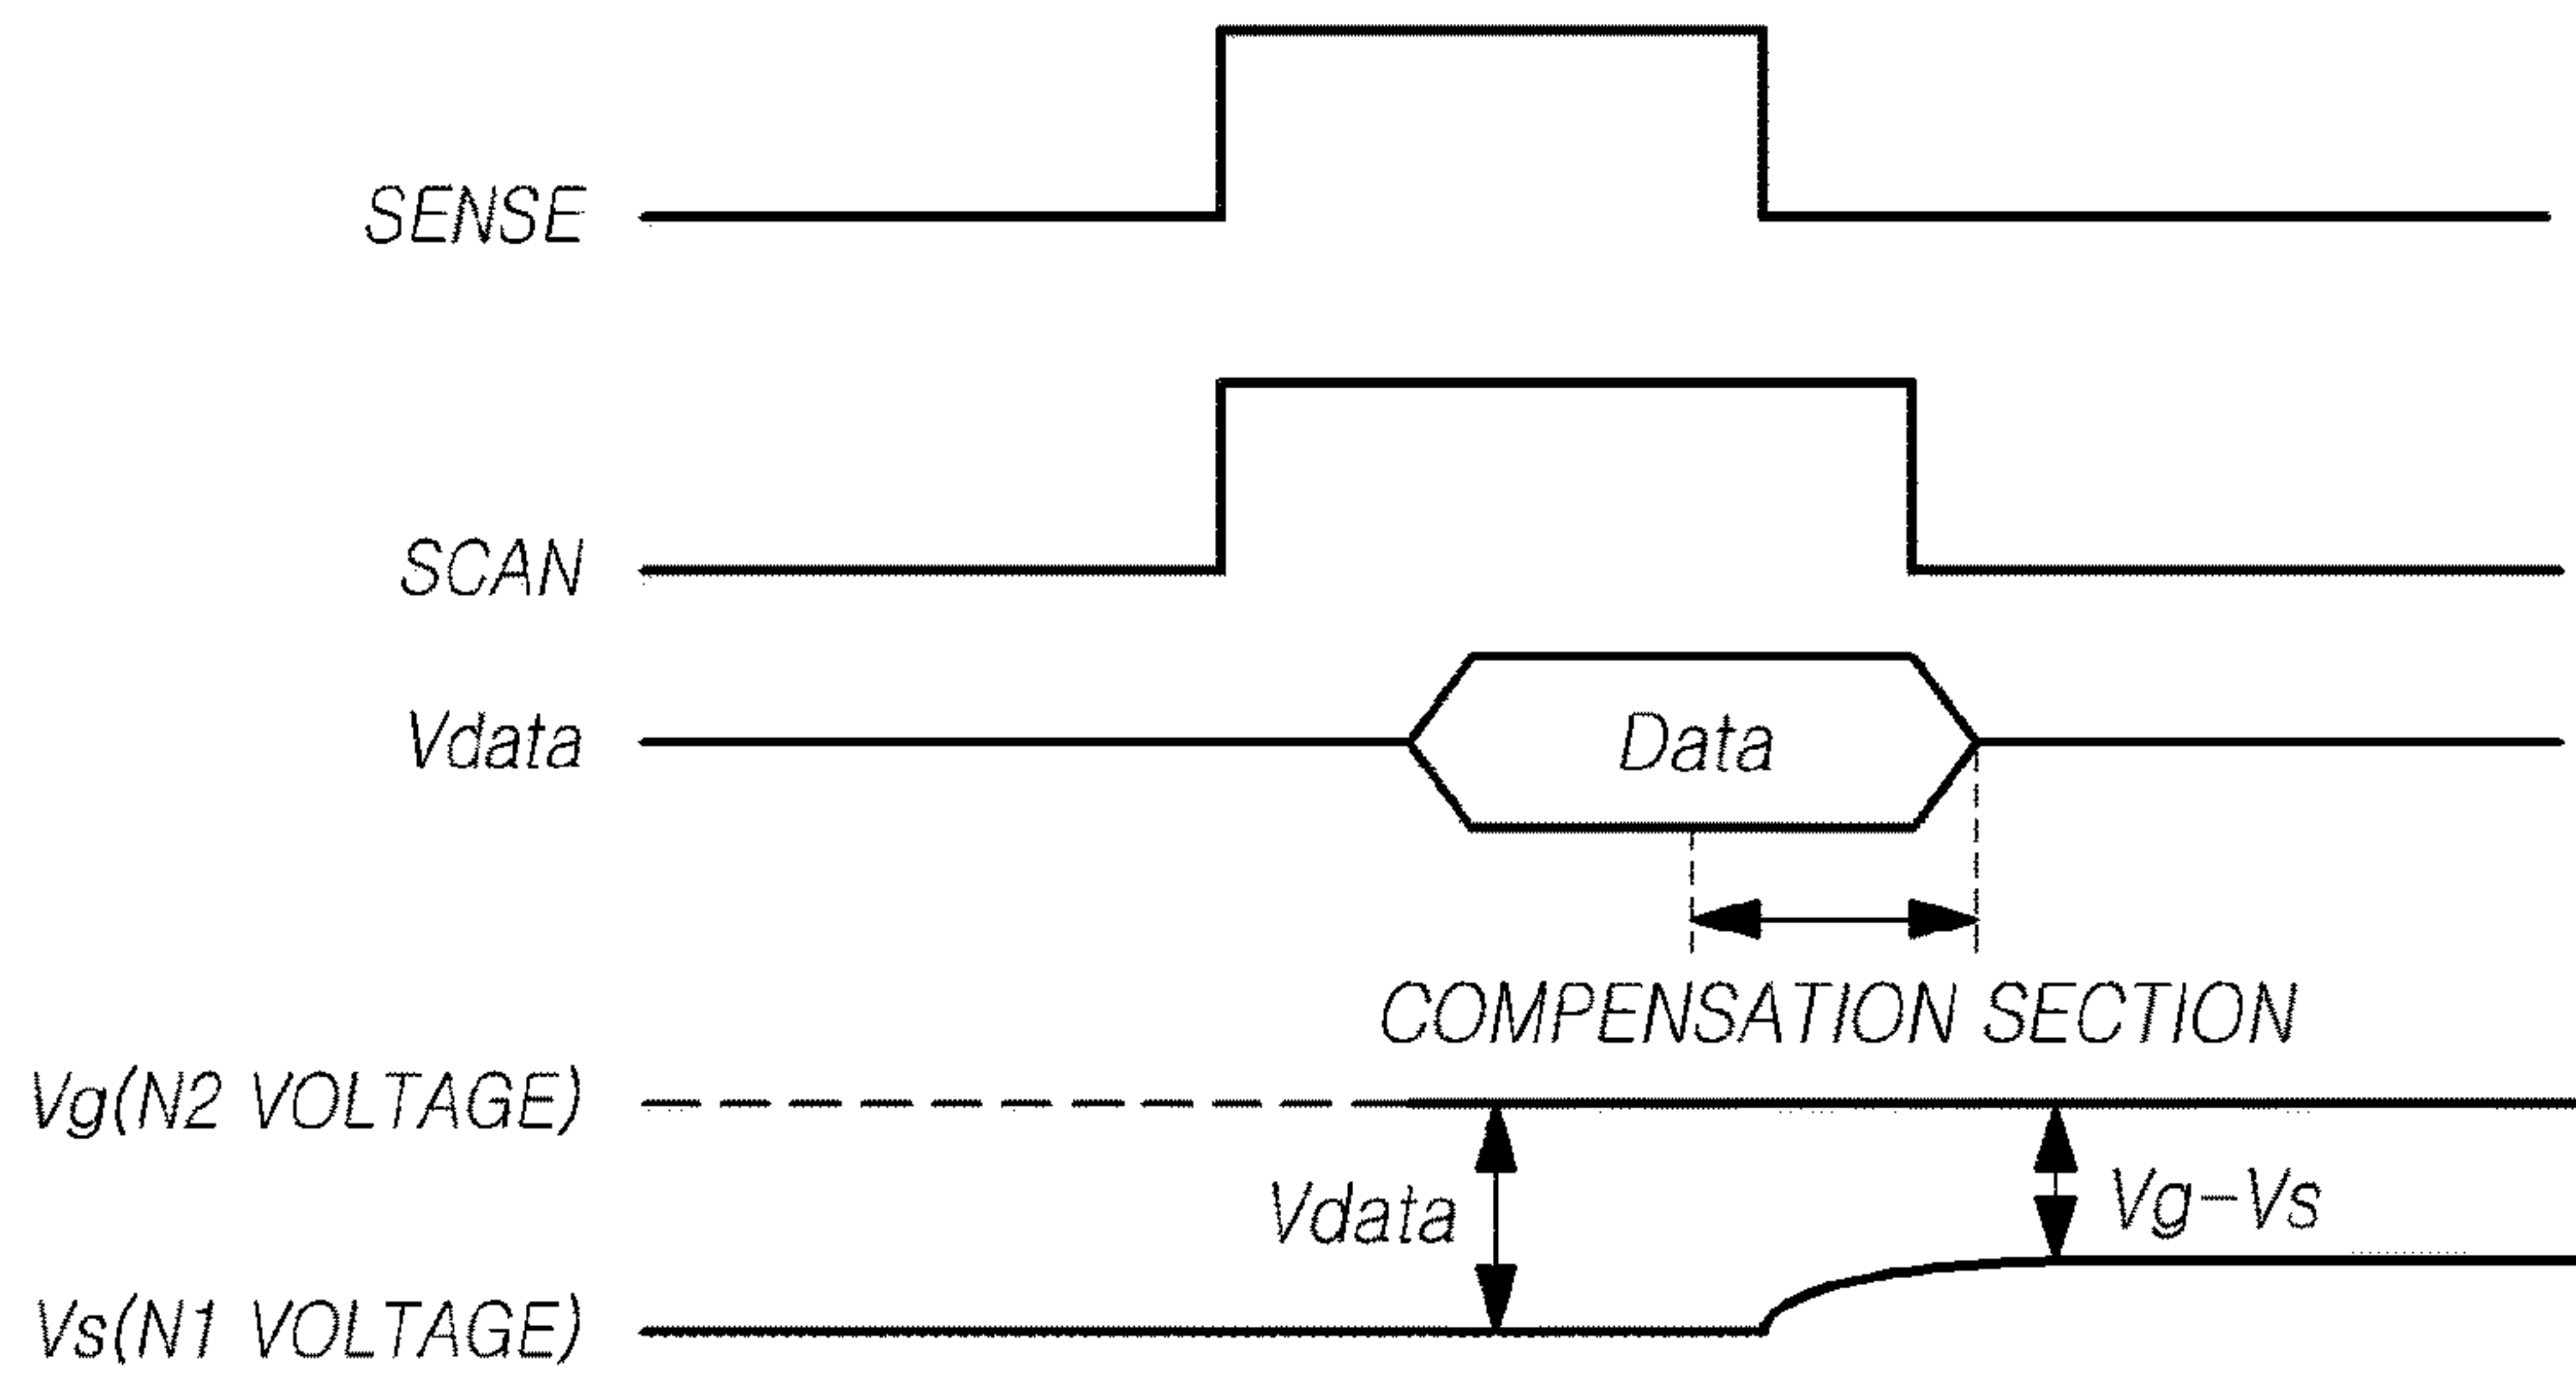 SENSE
SCAN
Vdata
Data
COMPENSATION SECTION
Vg(N2 VOLTAGE)
Vdata
Vg-Vs
Vs(N1 VOLTAGE)